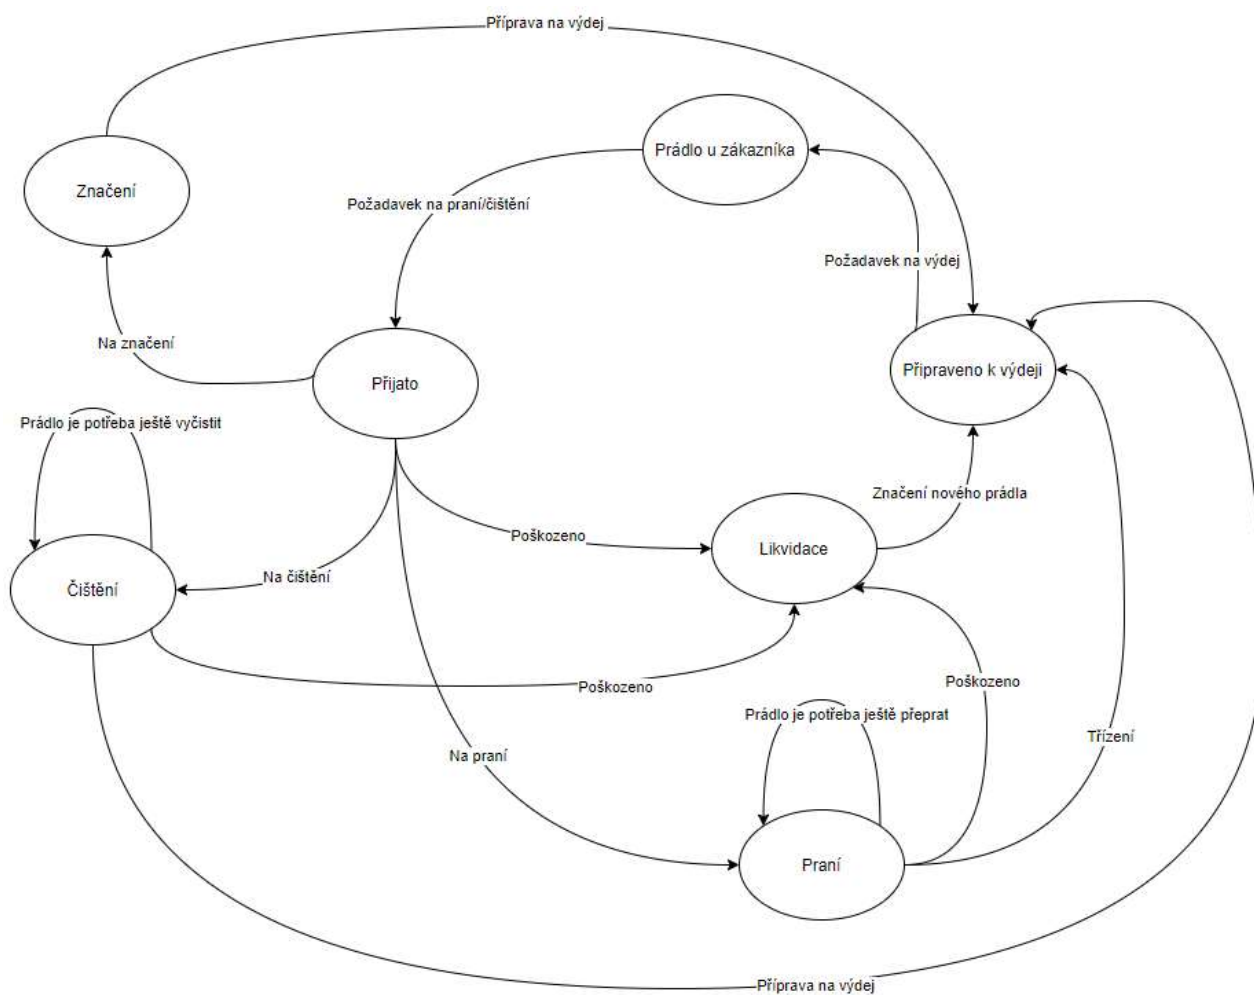 Příprava na výdej
Prádlo u zákazníka
Značení
Požadavek na praní/čištění
Požadavek na výdej
Na značení
Připraveno k výdeji
Přijato
Prádlo je potřeba ještě vyčistit
Značení nového prádla
Poškozeno
Likvidace
Na čištění
Čištění
Poškozeno
Poškozeno
Prádlo je potřeba ještě přeprat
Třízení
Na praní
Praní
Příprava na výdej